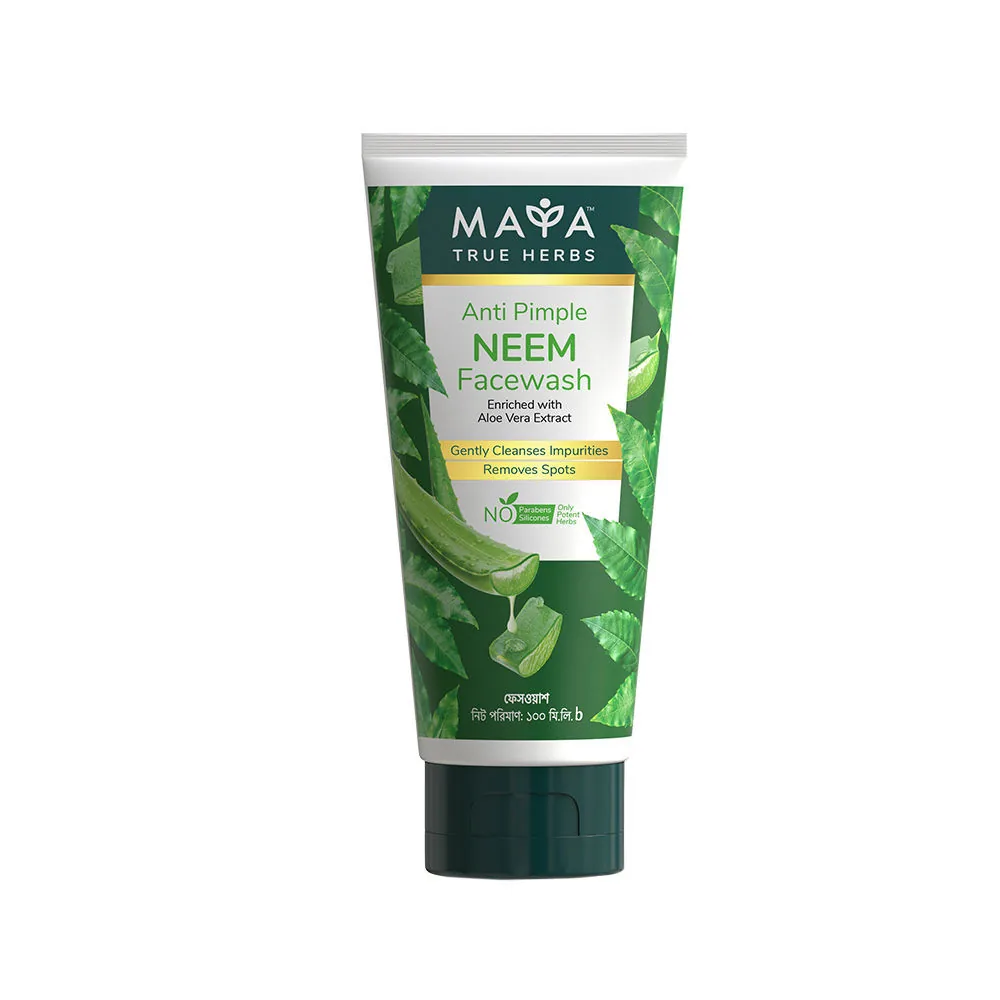 MAYA™
TRUE HERBS
Anti Pimple
NEEM
Facewash
Enriched with
Aloe Vera Extract
Gently Cleanses Impurities
Removes Spots
NO Parabens Silicones Only Potent Herbs
ফেসওয়াশ
নিট পরিমাণ: ১০০ মি.লি. b